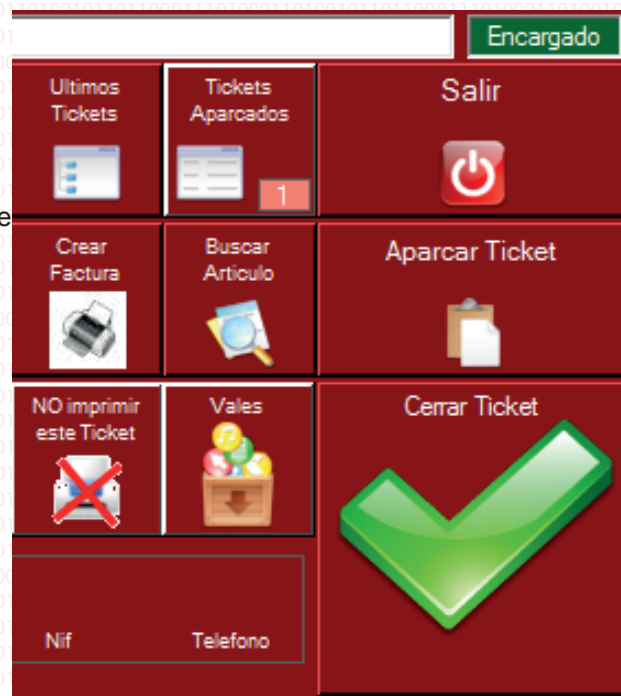 Encargado
Ultimos
Tickets
Tickets
Aparcados
1
Salir
e
Crear
Factura
Buscar
Articulo
Aparcar Ticket
NO imprimir
este Ticket
Vales
Cerrar Ticket
Nif
Telefono